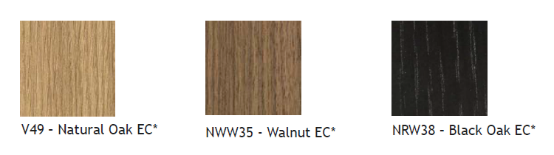 V49 - Natural Oak EC*
NWW35 - Walnut EC*
NRW38 - Black Oak EC*